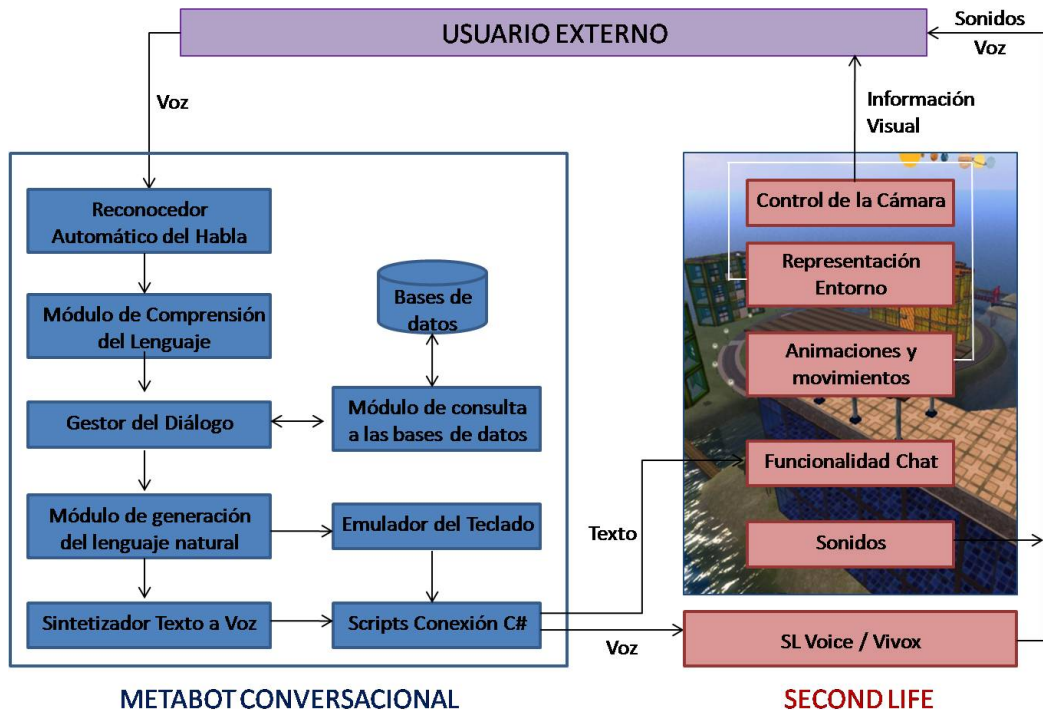 USUARIO EXTERNO
Sonidos
Voz
Voz
Información
Visual
Reconocedor
Automático del Habla
Módulo de Comprensión
del Lenguaje
Gestor del Diálogo
Módulo de generación
del lenguaje natural
Sintetizador Texto a Voz
Bases de
datos
Módulo de consulta
a las bases de datos
Emulador del Teclado
Scripts Conexión C#
Texto
Voz
Control de la Cámara
Representación
Entorno
Animaciones y
movimientos
Funcionalidad Chat
Sonidos
SL Voice / Vivox
METABOT CONVERSACIONAL
SECOND LIFE